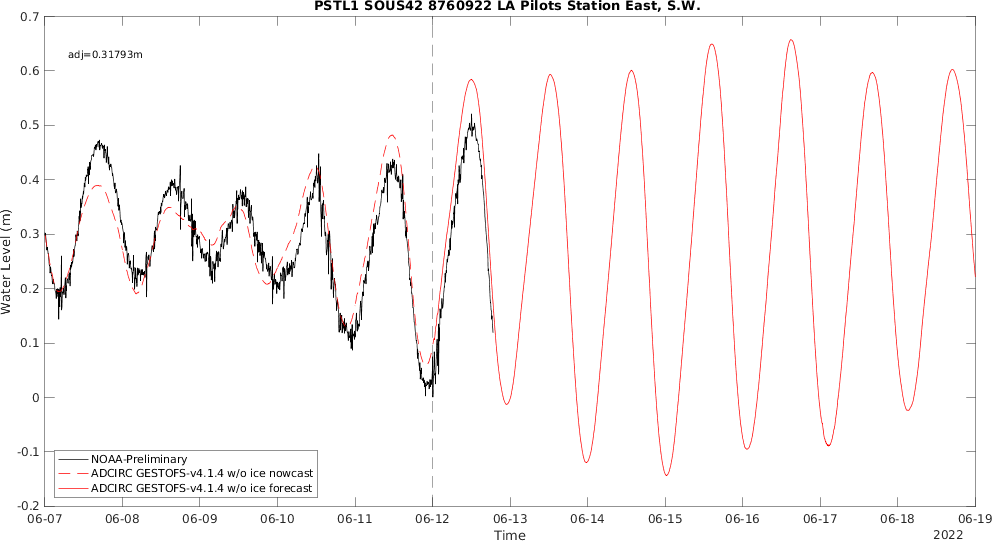 PSTL1 SOUS42 8760922 LA Pilots Station East, S.W.
adj=0.31793m
0.7
0.6
0.5
0.4
0.3
0.2
0.1
0
-0.1
-0.2
Water Level (m)
NOAA-Preliminary
ADCIRC GESTOFS-v4.1.4 w/o ice nowcast
ADCIRC GESTOFS-v4.1.4 w/o ice forecast
06-07 06-08 06-09 06-10 06-11 06-12 06-13 06-14 06-15 06-16 06-17 06-18 06-19
Time
2022